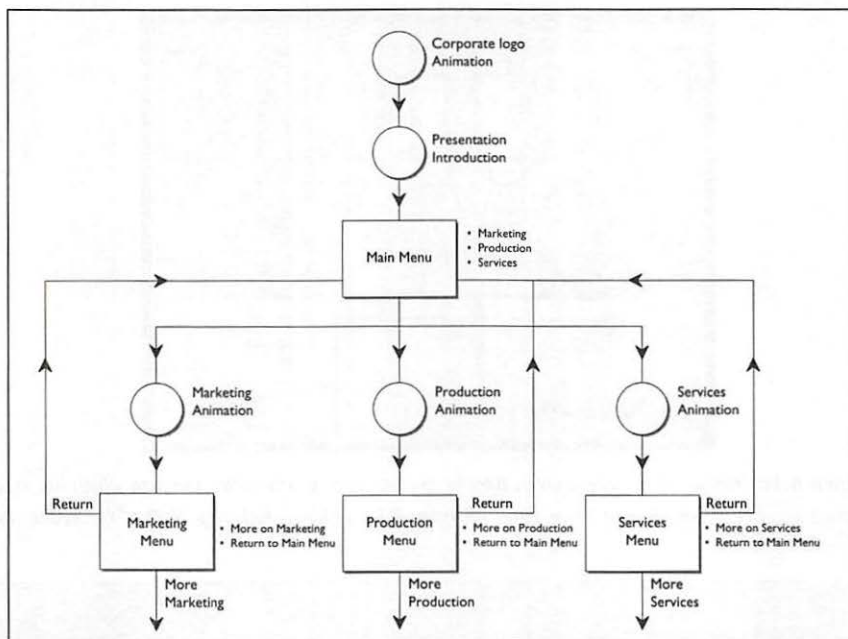 Corporate logo
Animation
Presentation
Introduction
Main Menu
• Marketing
• Production
• Services
Marketing
Animation
Production
Animation
Services
Animation
Return
Marketing
Menu
• More on Marketing
• Return to Main Menu
Return
Production
Menu
• More on Production
• Return to Main Menu
Return
Services
Menu
• More on Services
• Return to Main Menu
More
Marketing
More
Production
More
Services